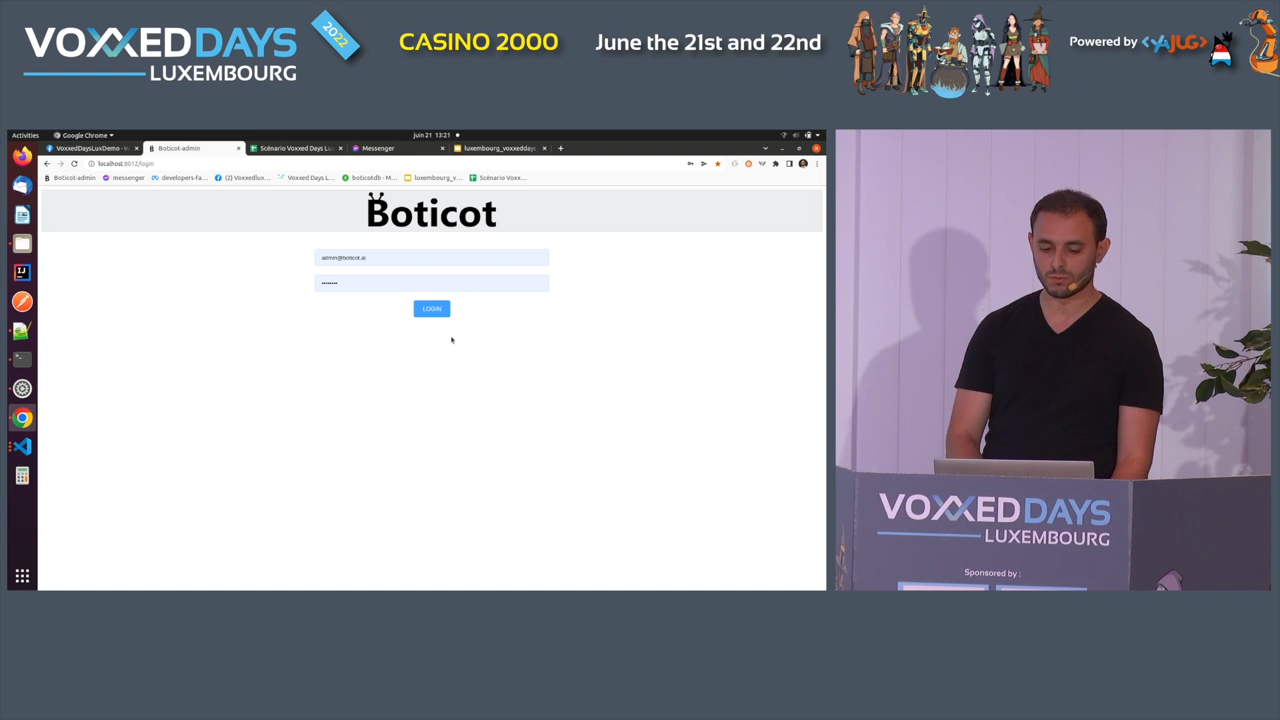 VOXXED DAYS
LUXEMBOURG
2022
CASINO 2000
June the 21st and 22nd
Powered by <YAJUG>
Activities
Google Chrome
juin 21 13:21
VoxxedDaysLuxDemo
Boticot-admin
Scénario Voxxed Days Lu
Messenger
luxembourg_voxxeddays
localhost:8012/login
Boticot-admin
messenger
developers-Fa...
(2) Voxxedlux...
Voxxed Days L...
boticotdb - M...
luxembourg_v...
Scénario Voxx...
Boticot
admin@boticot.ai
••••••••
LOGIN
VOXXED DAYS
LUXEMBOURG
Sponsored by :